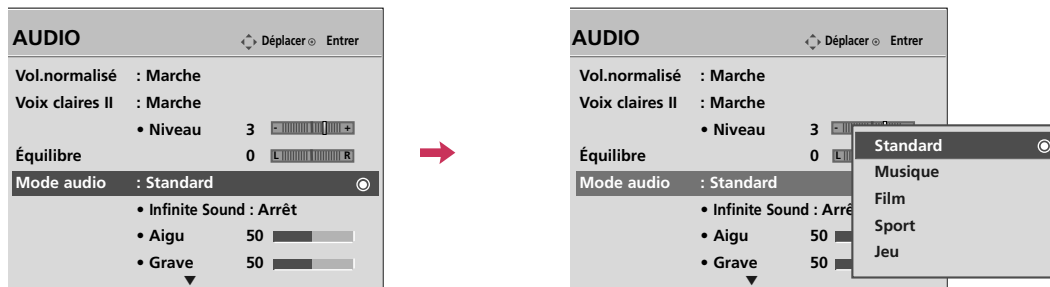 AUDIO
Déplacer Entrer
Vol.normalisé : Marche
Voix claires II : Marche
• Niveau 3 - +
Équilibre 0 L R
Mode audio : Standard
• Infinite Sound : Arrêt
• Aigu 50
• Grave 50
AUDIO
Déplacer Entrer
Vol.normalisé : Marche
Voix claires II : Marche
• Niveau 3 -
Équilibre 0 L
Mode audio : Standard
• Infinite Sound : Arrê
• Aigu 50
• Grave 50
Standard
Musique
Film
Sport
Jeu